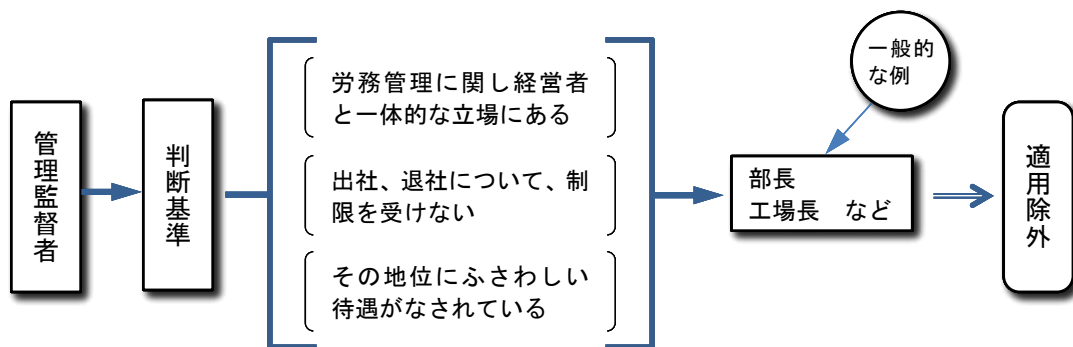 管理監督者
判断基準
労務管理に関し経営者
と一体的な立場にある
出社、退社について、制
限を受けない
その地位にふさわしい
待遇がなされている
一般的
な例
部長
工場長　など
適用除外